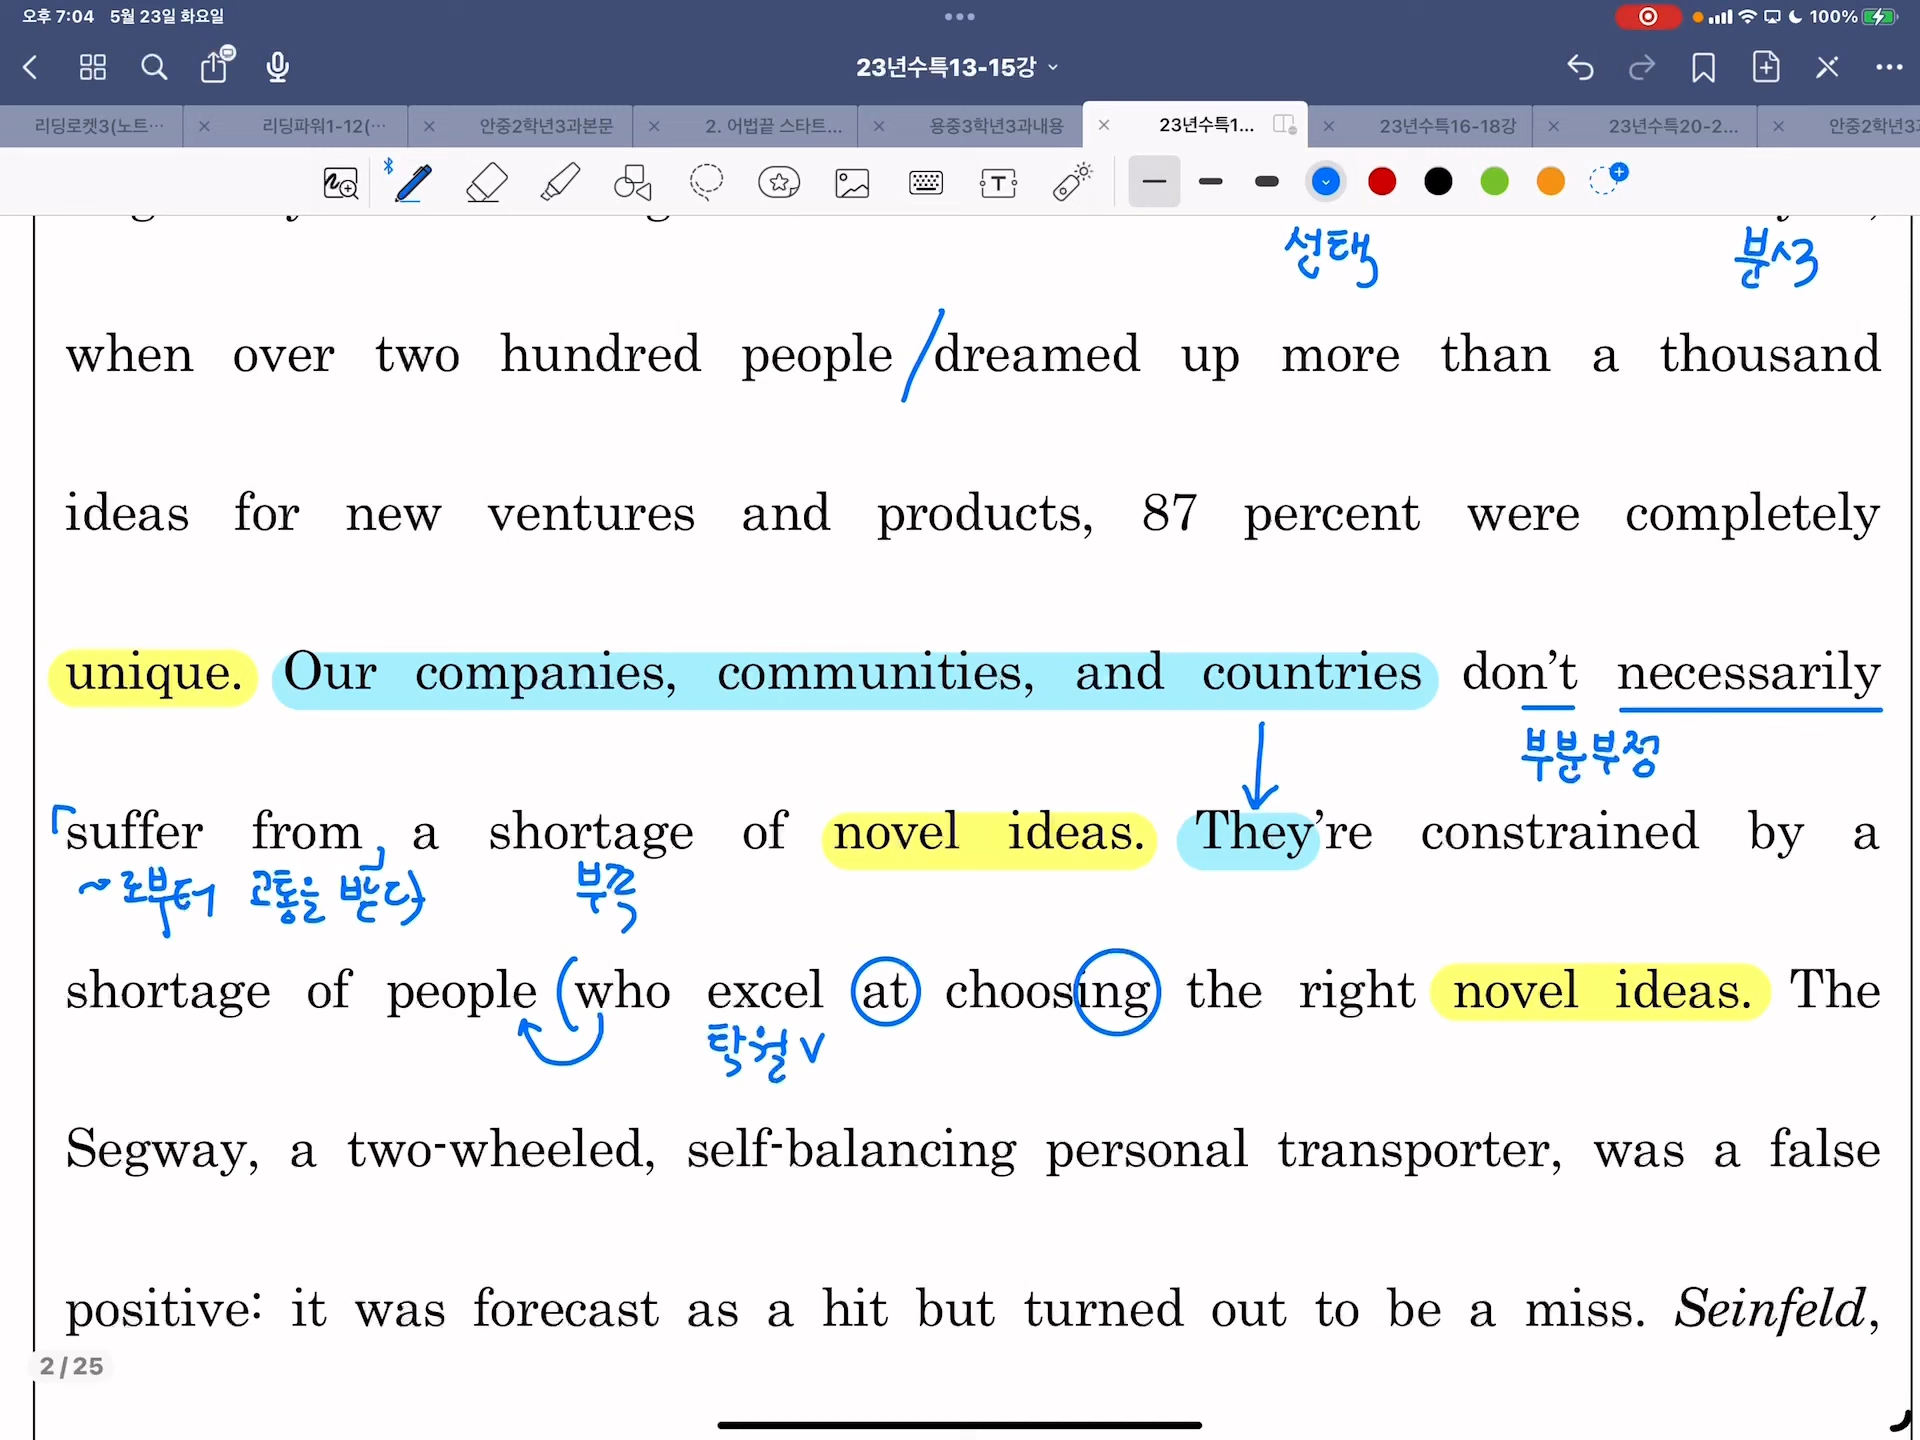 오후 7:04 5월 23일 화요일
100%
23년수특13-15강
리딩로켓3(노트…
리딩파워1-12(…
안중2학년3과본문
2. 어법끝 스타트...
용중3학년3과내용
23년수특1...
23년수특16-18강
23년수특20-2...
안중2학년3
선택
분석
when over two hundred people / dreamed up more than a thousand
ideas for new ventures and products, 87 percent were completely
unique. Our companies, communities, and countries don't necessarily
부분부정
suffer from a shortage of novel ideas. They're constrained by a
~로부터 고통을 받다
부족
shortage of people (who excel at choosing the right novel ideas. The
탁월 v
Segway, a two-wheeled, self-balancing personal transporter, was a false
positive: it was forecast as a hit but turned out to be a miss. Seinfeld,
2 / 25